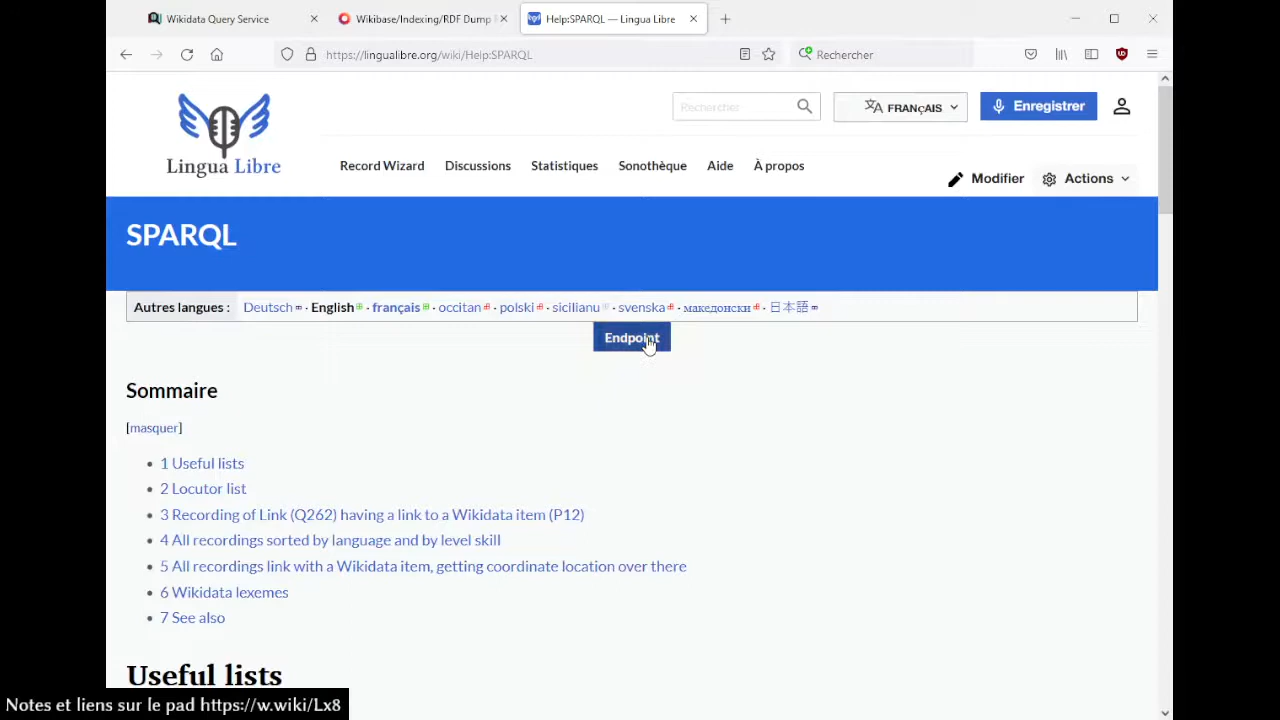 Wikidata Query Service
Wikibase/Indexing/RDF Dump
Help:SPARQL — Lingua Libre
https://lingualibre.org/wiki/Help:SPARQL
Rechercher
Rechercher
FRANÇAIS
Enregistrer
Lingua Libre
Record Wizard
Discussions
Statistiques
Sonothèque
Aide
À propos
Modifier
Actions
SPARQL
Autres langues : Deutsch · English · français · occitan · polski · sicilianu · svenska · македонски · 日本語
Endpoint
Sommaire
[masquer]
1 Useful lists
2 Locutor list
3 Recording of Link (Q262) having a link to a Wikidata item (P12)
4 All recordings sorted by language and by level skill
5 All recordings link with a Wikidata item, getting coordinate location over there
6 Wikidata lexemes
7 See also
Useful lists
Notes et liens sur le pad https://w.wiki/Lx8